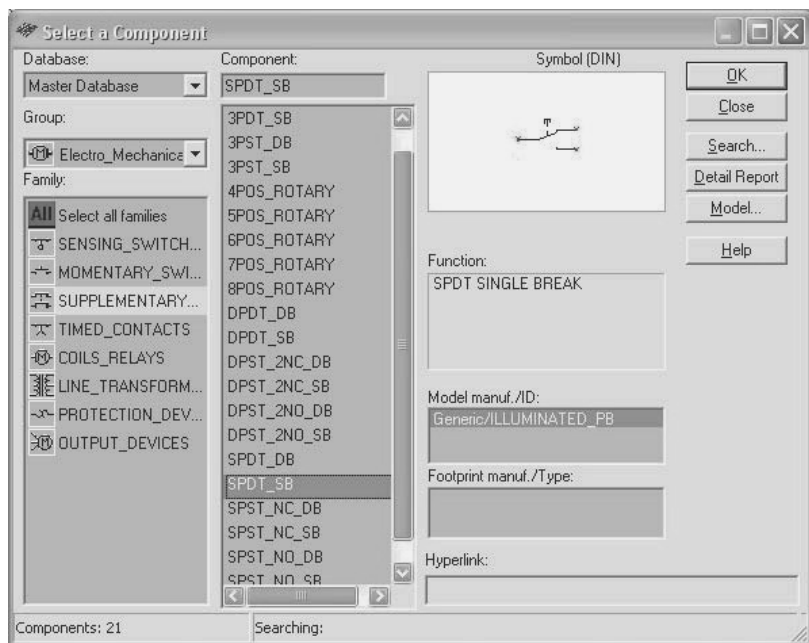 Select a Component
Database:
Master Database
Group:
Electro_Mechanica
Family:
All Select all families
SENSING_SWITCH...
MOMENTARY_SWI...
SUPPLEMENTARY...
TIMED_CONTACTS
COILS_RELAYS
LINE_TRANSFORM...
PROTECTION_DEV...
OUTPUT_DEVICES
Component:
SPDT_SB
3PDT_SB
3PST_DB
3PST_SB
4POS_ROTARY
5POS_ROTARY
6POS_ROTARY
7POS_ROTARY
8POS_ROTARY
DPDT_DB
DPDT_SB
DPST_2NC_DB
DPST_2NC_SB
DPST_2NO_DB
DPST_2NO_SB
SPDT_DB
SPDT_SB
SPST_NC_DB
SPST_NC_SB
SPST_NO_DB
SPST_NO_SB
Symbol (DIN)
Function:
SPDT SINGLE BREAK
Model manuf./ID:
Generic/ILLUMINATED_PB
Footprint manuf./Type:
Hyperlink:
OK
Close
Search...
Detail Report
Model...
Help
Components: 21
Searching: